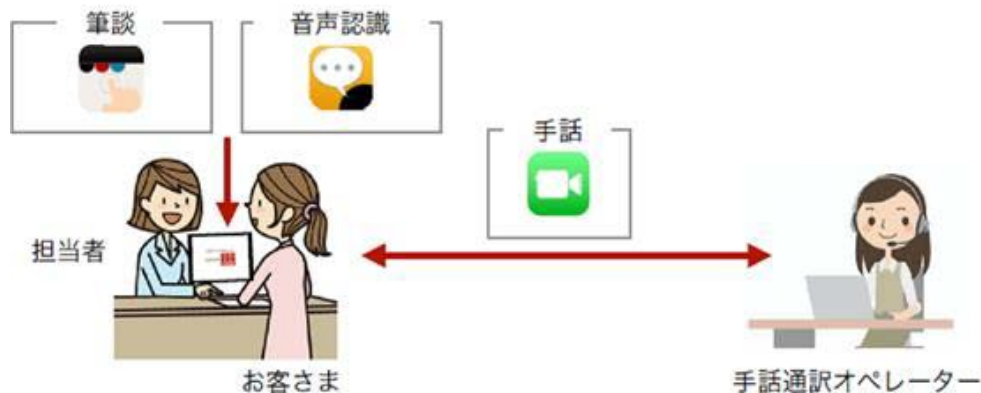 筆談
音声認識
手話
担当者
お客さま
手話通訳オペレーター